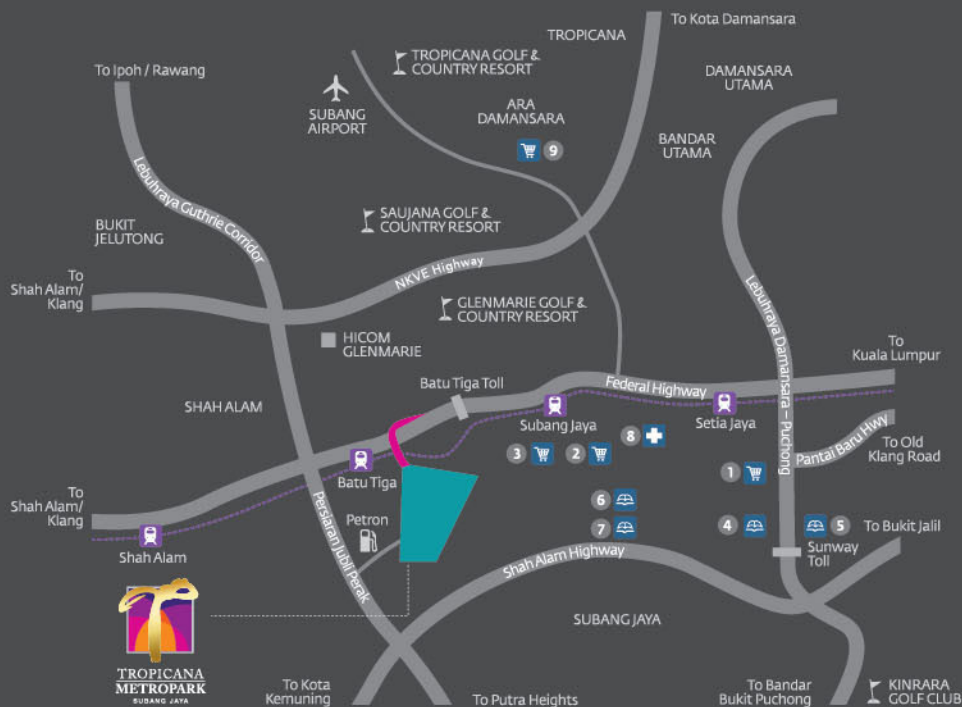 To Kota Damansara
TROPICANA
TROPICANA GOLF &
COUNTRY RESORT
To Ipoh / Rawang
DAMANSARA
UTAMA
SUBANG
AIRPORT
ARA
DAMANSARA
9
BANDAR
UTAMA
Lebuhraya Guthrie Corridor
BUKIT
JELUTONG
SAUJANA GOLF &
COUNTRY RESORT
NKVE Highway
To
Shah Alam/
Klang
GLENMARIE GOLF &
COUNTRY RESORT
HICOM
GLENMARIE
Lebuhraya Damansara – Puchong
To
Kuala Lumpur
Batu Tiga Toll
Federal Highway
SHAH ALAM
Subang Jaya
Setia Jaya
8
3
2
Pantai Baru Hwy
To Old
Klang Road
1
Batu Tiga
To
Shah Alam/
Klang
Persiaran Jubli Perak
Petron
6
7
4
5
To Bukit Jalil
Shah Alam
Shah Alam Highway
Sunway
Toll
SUBANG JAYA
TROPICANA
METROPARK
SUBANG JAYA
To Kota
Kemuning
To Putra Heights
To Bandar
Bukit Puchong
KINRARA
GOLF CLUB